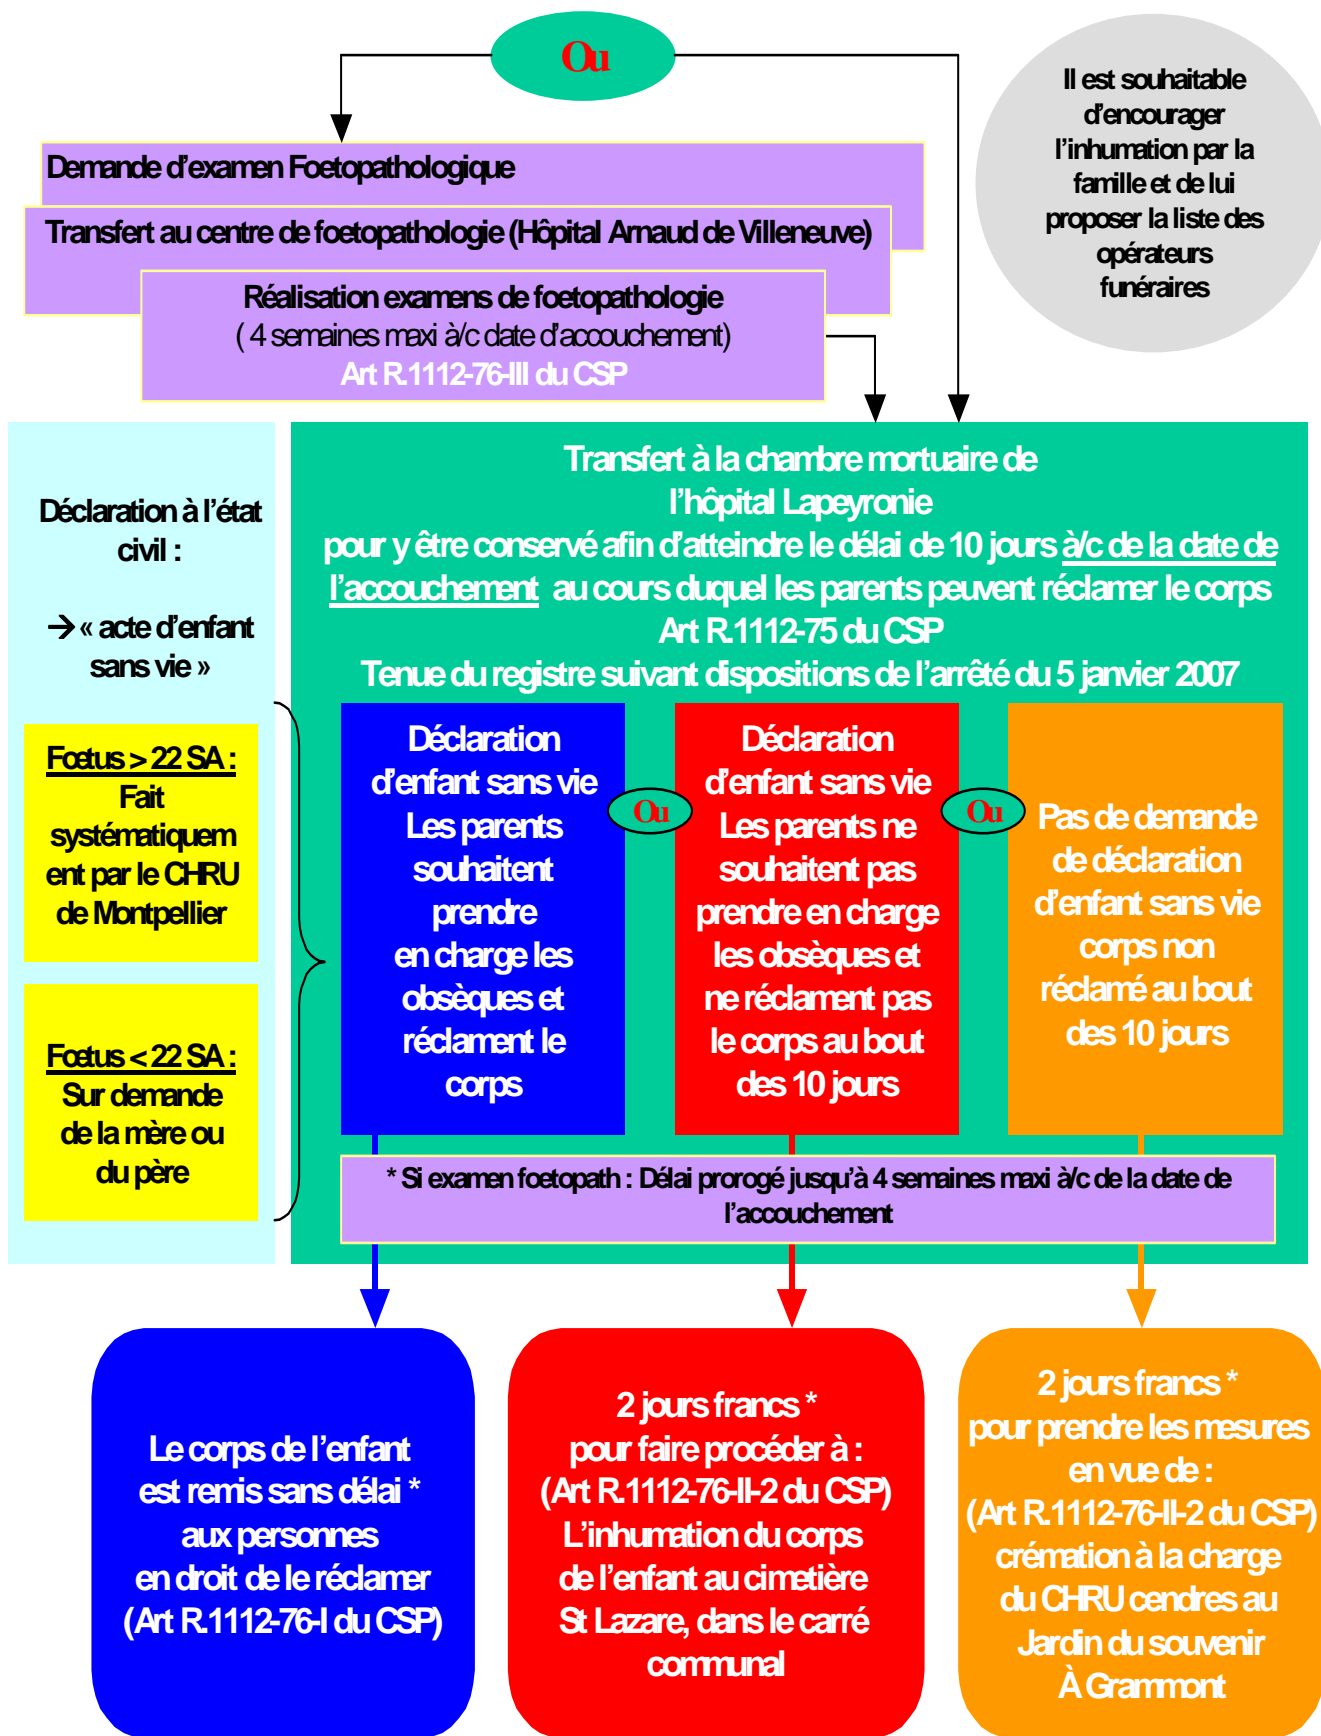 Ou
Il est souhaitable
d'encourager
l'inhumation par la
famille et de lui
proposer la liste des
opérateurs
funéraires
Demande d'examen Foetopathologique
Transfert au centre de foetopathologie (Hôpital Arnaud de Villeneuve)
Réalisation examens de foetopathologie
( 4 semaines maxi à/c date d'accouchement)
Art R.1112-76-III du CSP
Déclaration à l'état
civil :
→ « acte d'enfant
sans vie »
Fœtus > 22 SA :
Fait
systématiquem
ent par le CHRU
de Montpellier
Fœtus < 22 SA :
Sur demande
de la mère ou
du père
Transfert à la chambre mortuaire de
l'hôpital Lapeyronie
pour y être conservé afin d'atteindre le délai de 10 jours à/c de la date de
l'accouchement au cours duquel les parents peuvent réclamer le corps
Art R.1112-75 du CSP
Tenue du registre suivant dispositions de l'arrêté du 5 janvier 2007
Déclaration
d'enfant sans vie
Les parents
souhaitent
prendre
en charge les
obsèques et
réclament le
corps
Ou
Déclaration
d'enfant sans vie
Les parents ne
souhaitent pas
prendre en charge
les obsèques et
ne réclament pas
le corps au bout
des 10 jours
Ou
Pas de demande
de déclaration
d'enfant sans vie
corps non
réclamé au bout
des 10 jours
* Si examen foetopath : Délai prorogé jusqu'à 4 semaines maxi à/c de la date de
l'accouchement
Le corps de l'enfant
est remis sans délai *
aux personnes
en droit de le réclamer
(Art R.1112-76-I du CSP)
2 jours francs *
pour faire procéder à :
(Art R.1112-76-II-2 du CSP)
L'inhumation du corps
de l'enfant au cimetière
St Lazare, dans le carré
communal
2 jours francs *
pour prendre les mesures
en vue de :
(Art R.1112-76-II-2 du CSP)
crémation à la charge
du CHRU cendres au
Jardin du souvenir
À Grammont